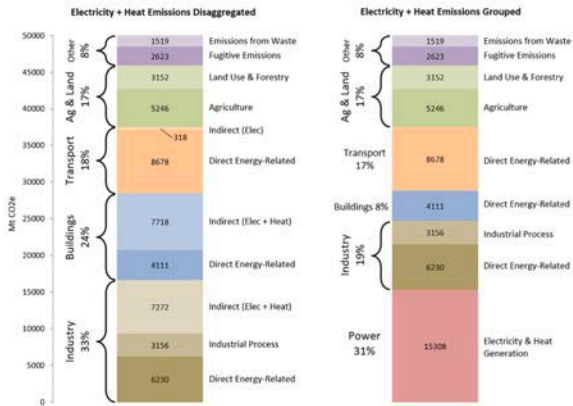 Electricity + Heat Emissions Disaggregated
Electricity + Heat Emissions Grouped
Mt CO2e
50000
45000
40000
35000
30000
25000
20000
15000
10000
5000
0
Other
8%
Ag & Land
17%
Transport
18%
Buildings
24%
Industry
33%
1519 Emissions from Waste
2623 Fugitive Emissions
3152 Land Use & Forestry
5246 Agriculture
318 Indirect (Elec)
8678 Direct Energy-Related
7718 Indirect (Elec + Heat)
4111 Direct Energy-Related
7272 Indirect (Elec + Heat)
3156 Industrial Process
6230 Direct Energy-Related
Other
8%
Ag & Land
17%
Transport
17%
Buildings 8%
Industry
19%
Power
31%
1519 Emissions from Waste
2623 Fugitive Emissions
3152 Land Use & Forestry
5246 Agriculture
8678 Direct Energy-Related
4111 Direct Energy-Related
3156 Industrial Process
6230 Direct Energy-Related
15308 Electricity & Heat
Generation